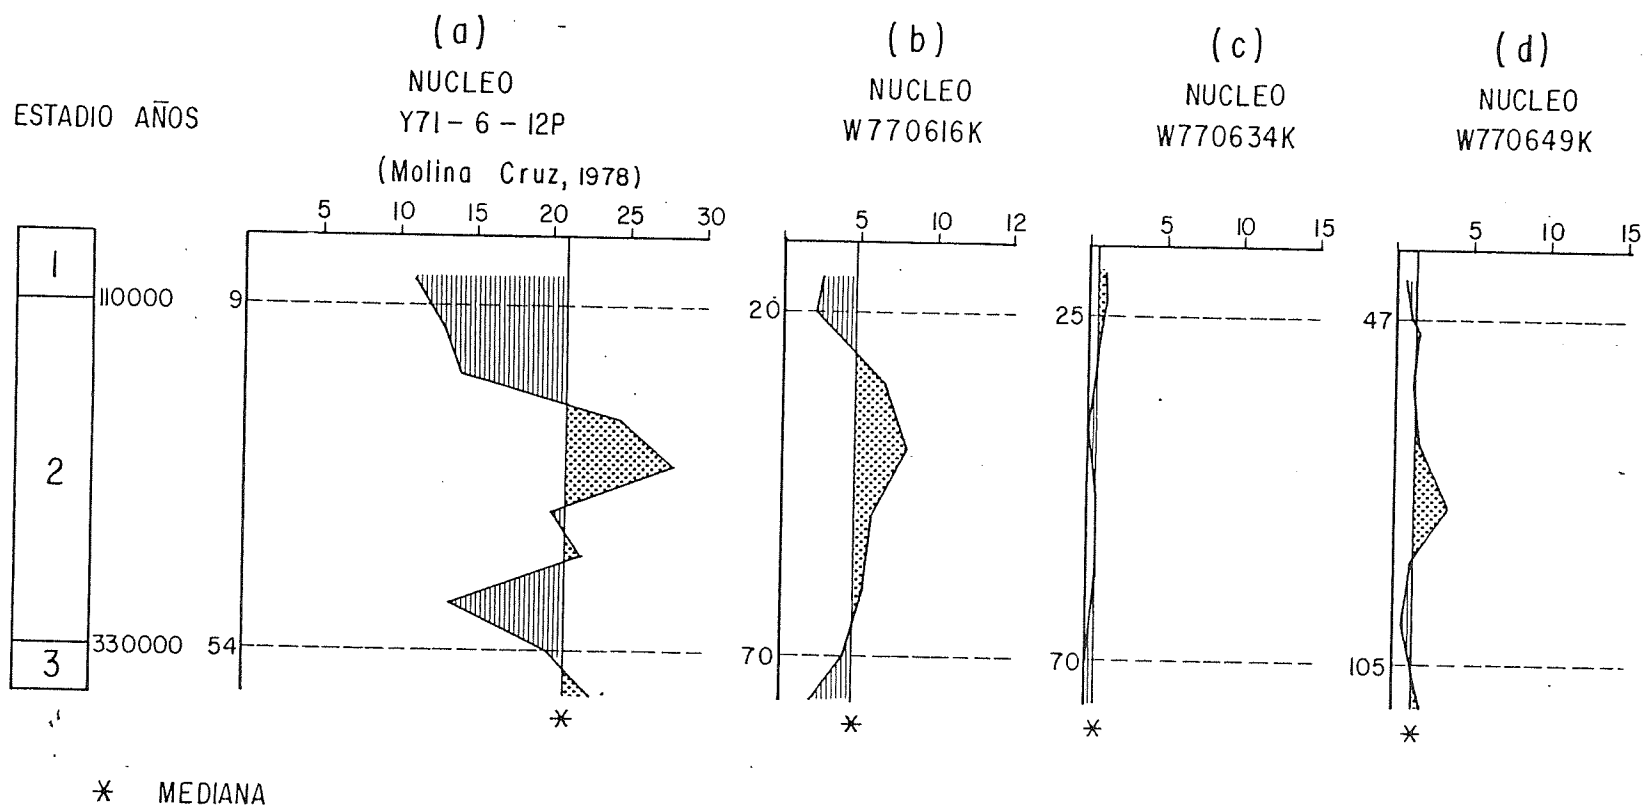 (a)
NUCLEO
Y71-6-12P
(Molina Cruz, 1978)
(b)
NUCLEO
W770616K
(c)
NUCLEO
W770634K
(d)
NUCLEO
W770649K
ESTADIO AÑOS
5 10 15 20 25 30
5 10 12
5 10 15
5 10 15
1
110000
9
20
25
47
2
330000
54
70
70
105
3
* * * *
* MEDIANA